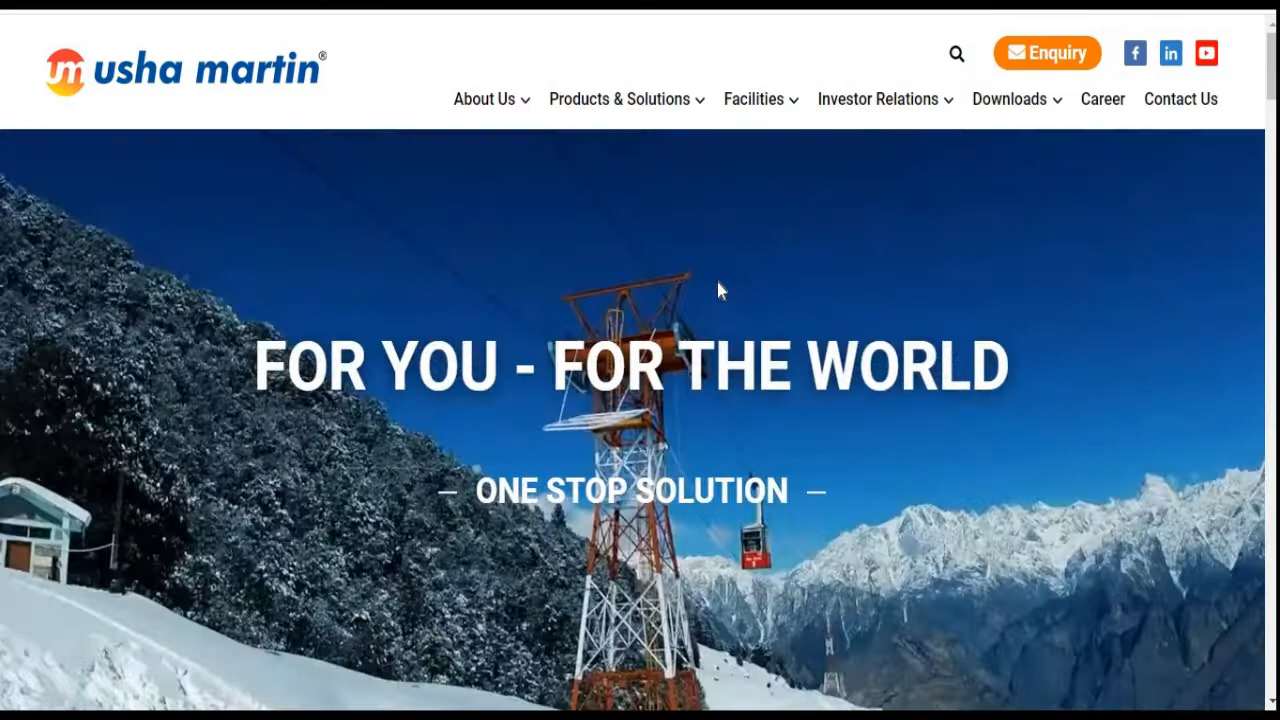 usha martin®
Enquiry
About Us
Products & Solutions
Facilities
Investor Relations
Downloads
Career
Contact Us
FOR YOU - FOR THE WORLD
ONE STOP SOLUTION